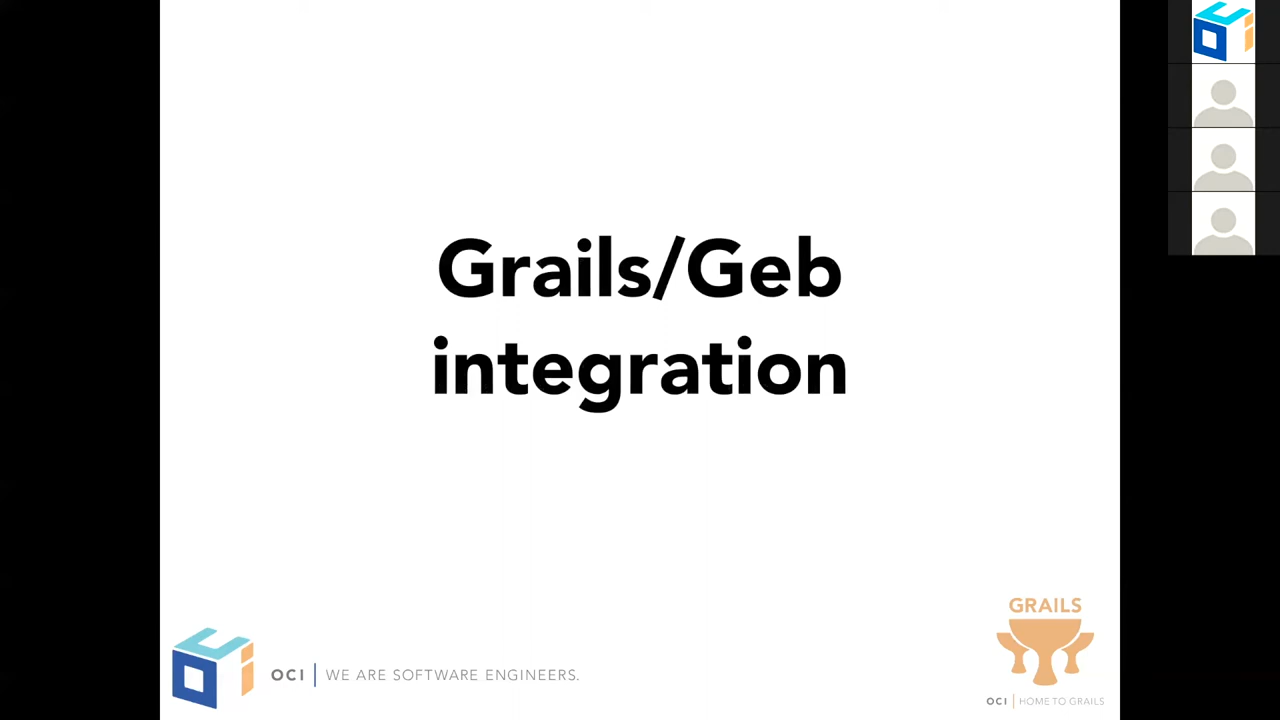 Grails/Geb
integration
GRAILS
OCI | WE ARE SOFTWARE ENGINEERS.
OCI | HOME TO GRAILS